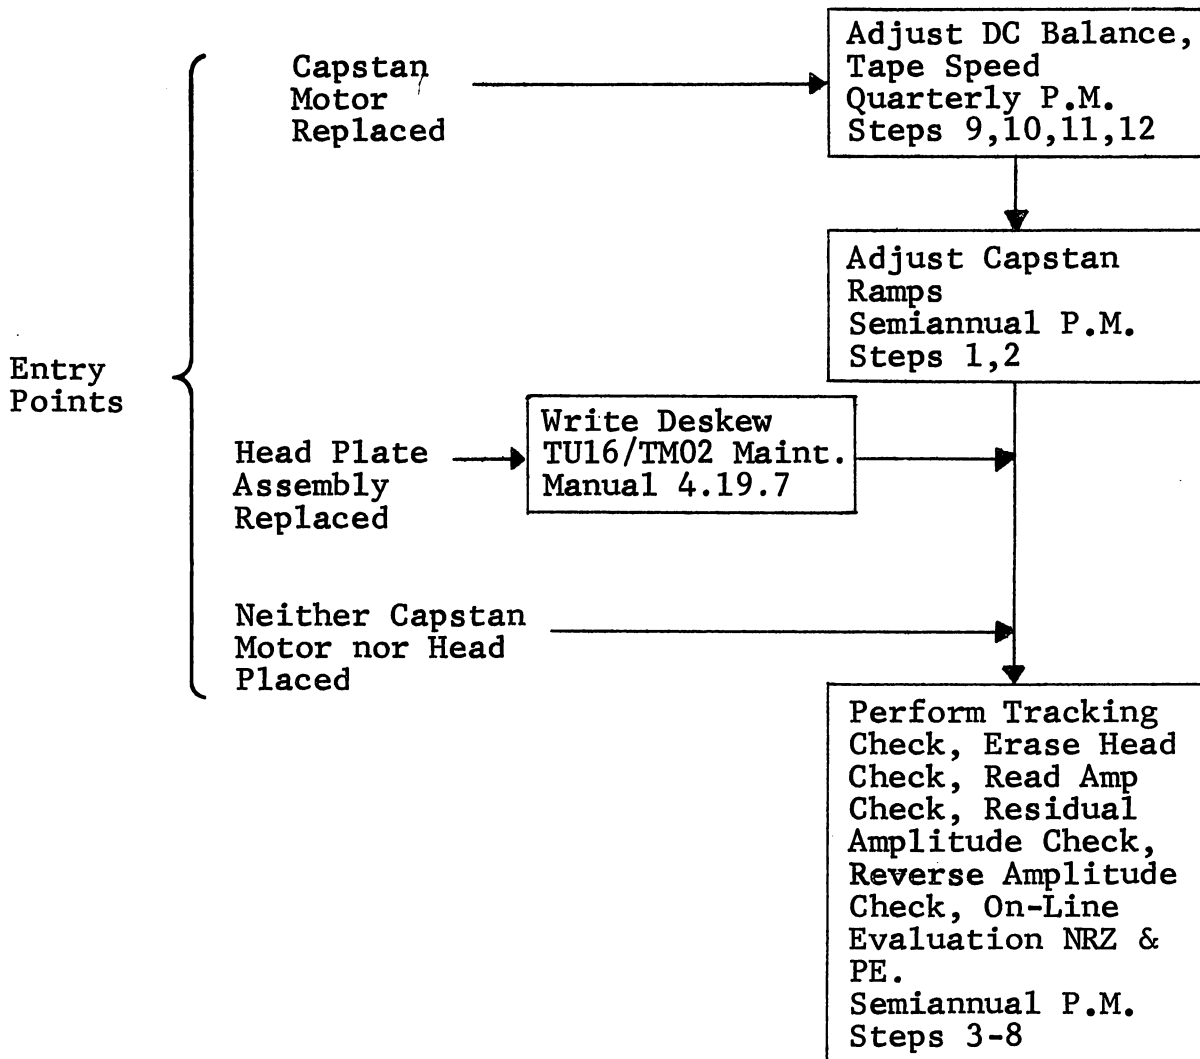 Capstan
Motor
Replaced
Adjust DC Balance,
Tape Speed
Quarterly P.M.
Steps 9,10,11,12
Adjust Capstan
Ramps
Semiannual P.M.
Steps 1,2
Entry
Points
Head Plate
Assembly
Replaced
Write Deskew
TU16/TM02 Maint.
Manual 4.19.7
Neither Capstan
Motor nor Head
Placed
Perform Tracking
Check, Erase Head
Check, Read Amp
Check, Residual
Amplitude Check,
Reverse Amplitude
Check, On-Line
Evaluation NRZ &
PE.
Semiannual P.M.
Steps 3-8